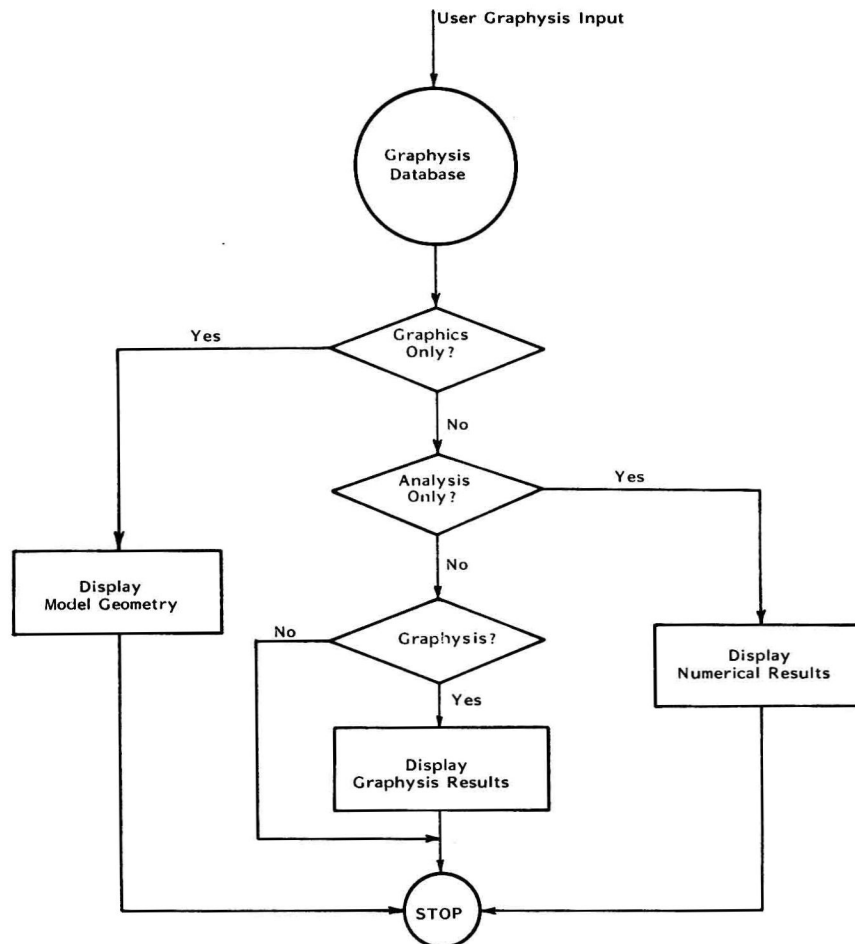 User Graphysis Input
Graphysis
Database
Graphics
Only?
Yes
No
Analysis
Only?
Yes
No
Display
Model Geometry
Graphysis?
No
Yes
Display
Numerical Results
Display
Graphysis Results
STOP